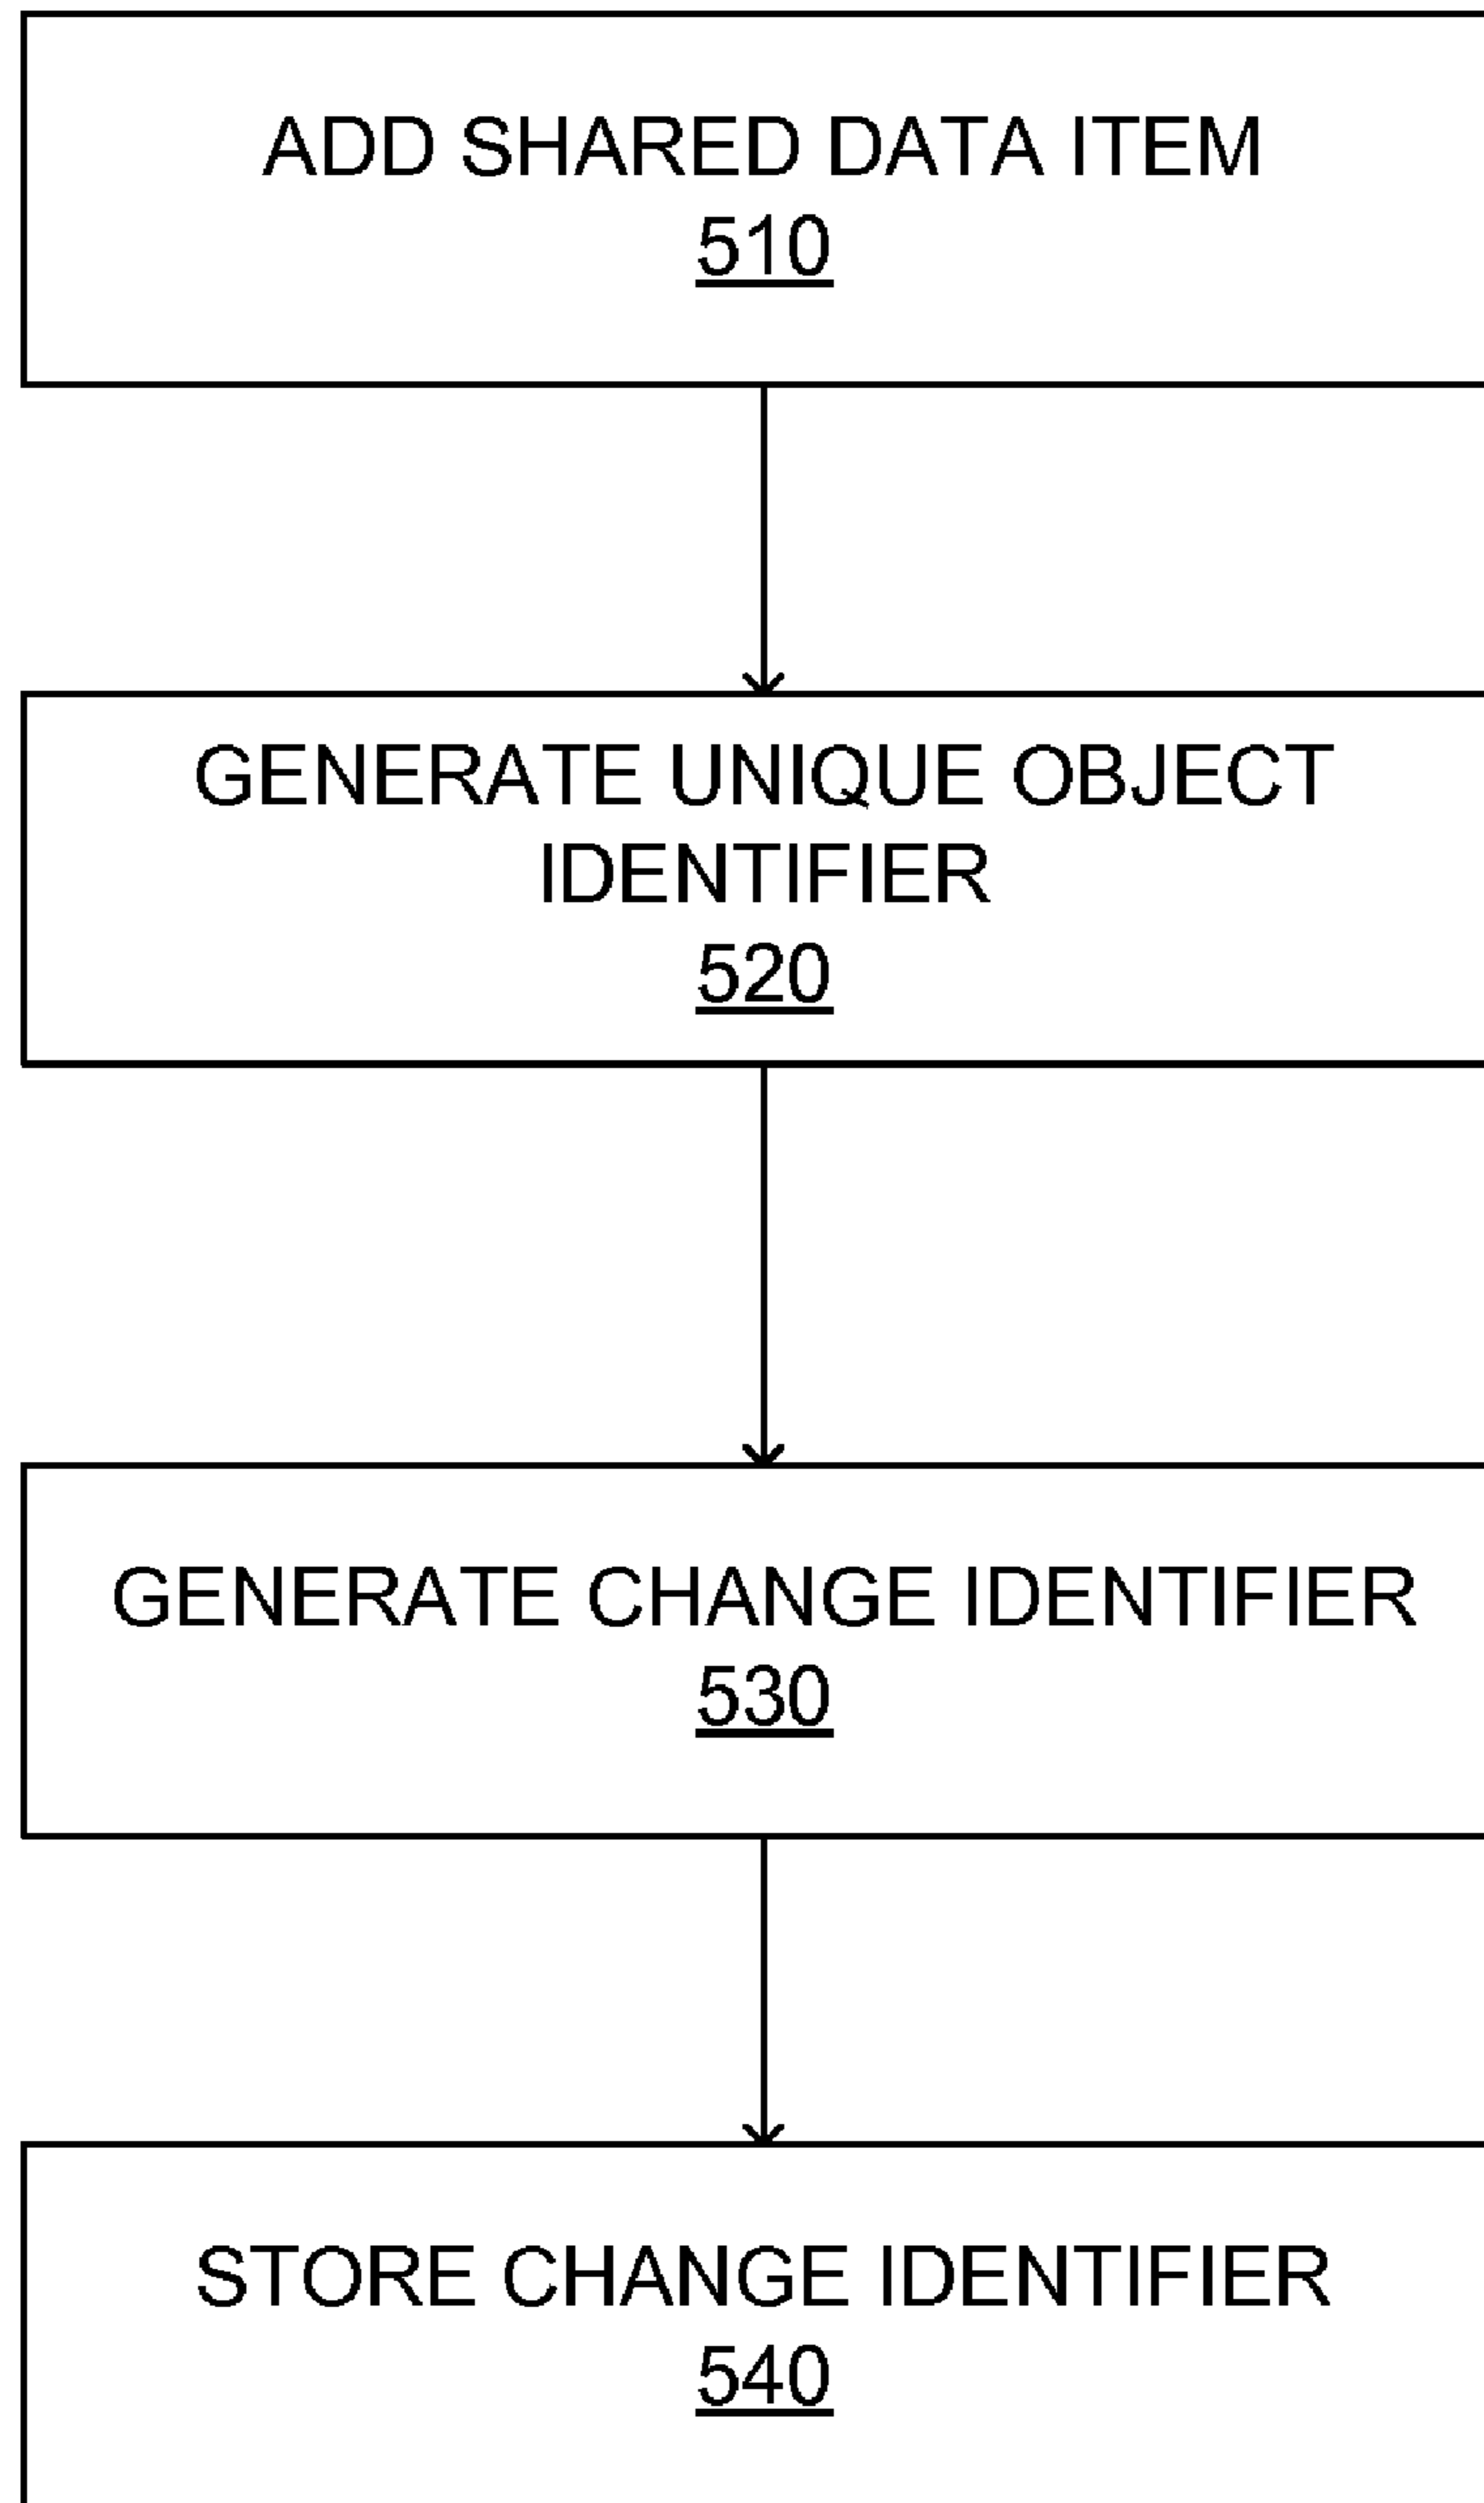 ADD SHARED DATA ITEM
510
GENERATE UNIQUE OBJECT
IDENTIFIER
520
GENERATE CHANGE IDENTIFIER
530
STORE CHANGE IDENTIFIER
540